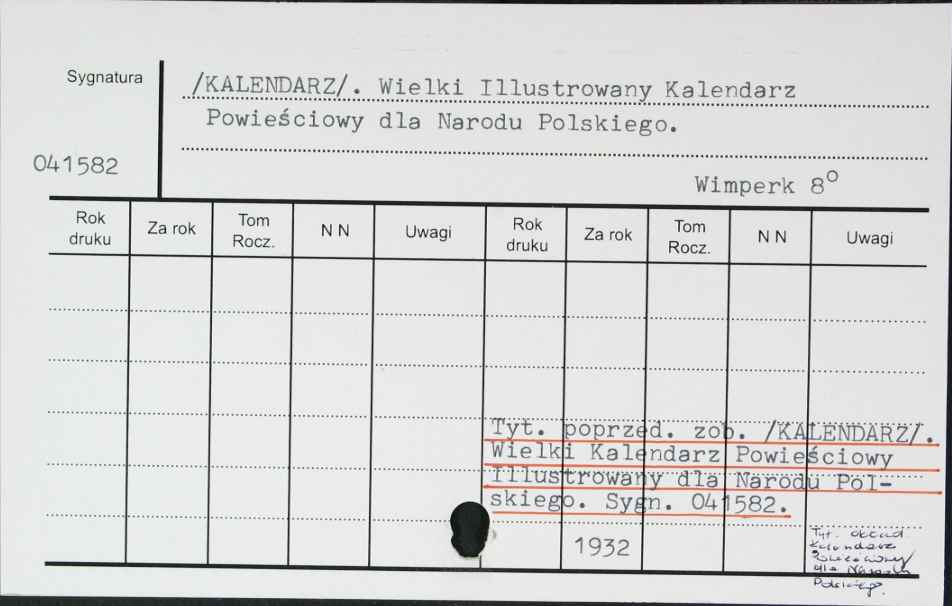 Sygnatura
/KALENDARZ/. Wielki Illustrowany Kalendarz
Powieściowy dla Narodu Polskiego.
041582
Wimperk 8°
Rok druku
Za rok
Tom Rocz.
N N
Uwagi
Rok druku
Za rok
Tom Rocz.
N N
Uwagi
Tyt. poprzed. zob. /KALENDARZ/.
Wielki Kalendarz Powieściowy
Illustrowany dla Narodu Pol-
skiego. Sygn. 041582.
1932
Tyt. okład.
Kalendarz
Powieściowy
dla Narodu
Polskiego.